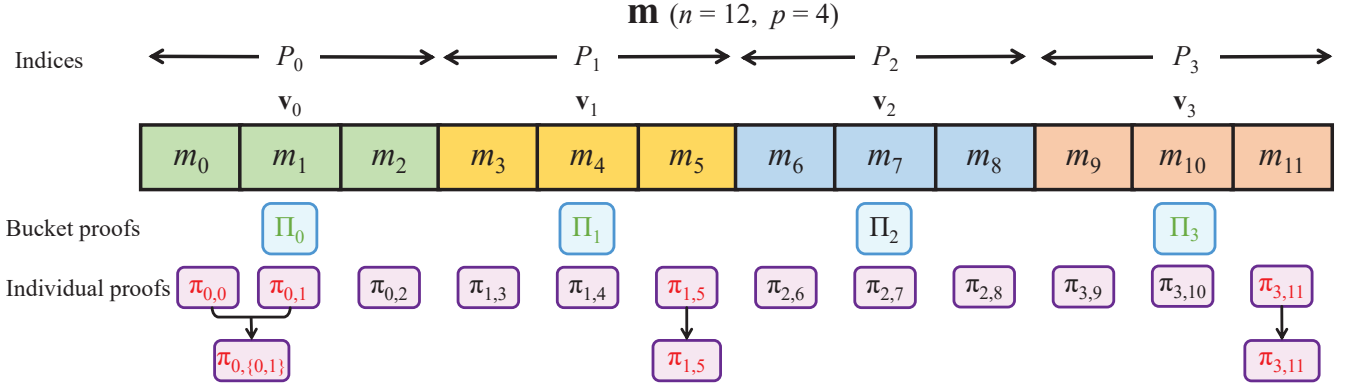 m (n = 12, p = 4)
Indices P₀ P₁ P₂ P₃
v₀ v₁ v₂ v₃
m₀ m₁ m₂ m₃ m₄ m₅ m₆ m₇ m₈ m₉ m₁₀ m₁₁
Bucket proofs Π₀ Π₁ Π₂ Π₃
Individual proofs π₀,₀ π₀,₁ π₀,₂ π₁,₃ π₁,₄ π₁,₅ π₂,₆ π₂,₇ π₂,₈ π₃,₉ π₃,₁₀ π₃,₁₁
π₀,{₀,₁} π₁,₅ π₃,₁₁